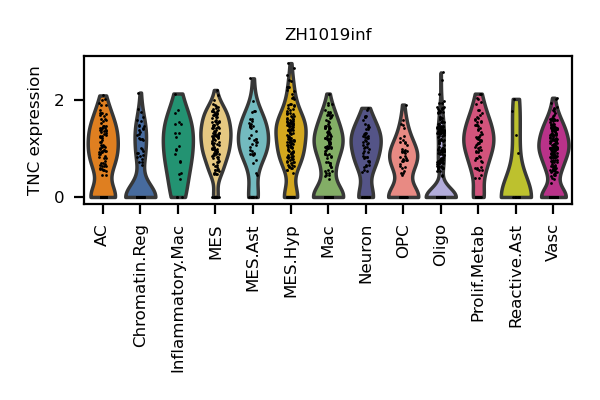 ZH1019inf
TNC expression
2
0
AC
Chromatin.Reg
Inflammatory.Mac
MES
MES.Ast
MES.Hyp
Mac
Neuron
OPC
Oligo
Prolif.Metab
Reactive.Ast
Vasc